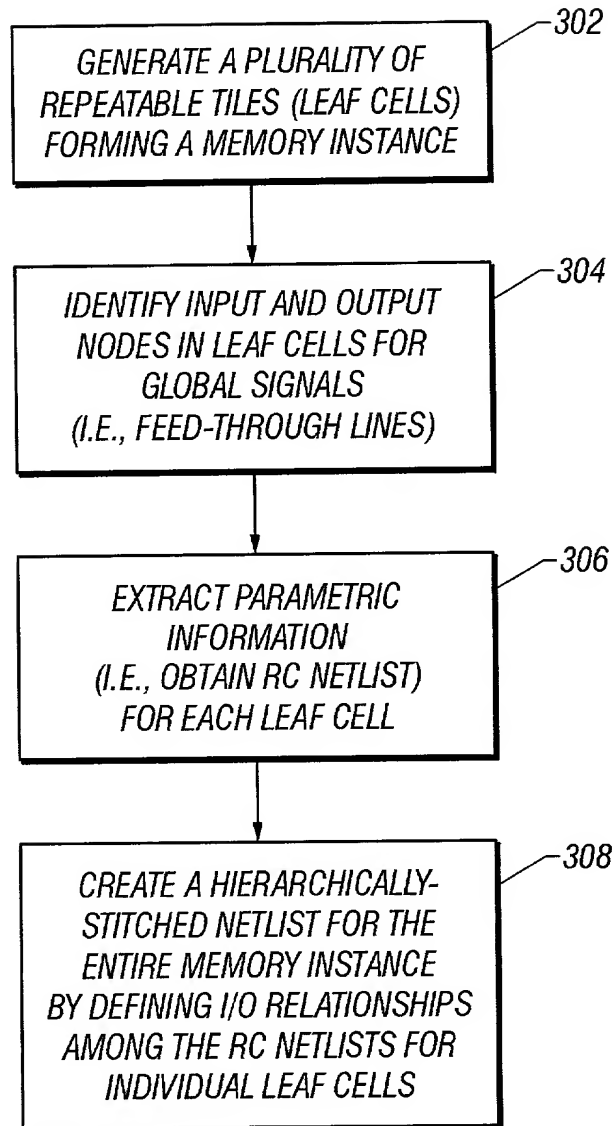 302
GENERATE A PLURALITY OF
REPEATABLE TILES (LEAF CELLS)
FORMING A MEMORY INSTANCE
304
IDENTIFY INPUT AND OUTPUT
NODES IN LEAF CELLS FOR
GLOBAL SIGNALS
(I.E., FEED-THROUGH LINES)
306
EXTRACT PARAMETRIC
INFORMATION
(I.E., OBTAIN RC NETLIST)
FOR EACH LEAF CELL
308
CREATE A HIERARCHICALLY-
STITCHED NETLIST FOR THE
ENTIRE MEMORY INSTANCE
BY DEFINING I/O RELATIONSHIPS
AMONG THE RC NETLISTS FOR
INDIVIDUAL LEAF CELLS